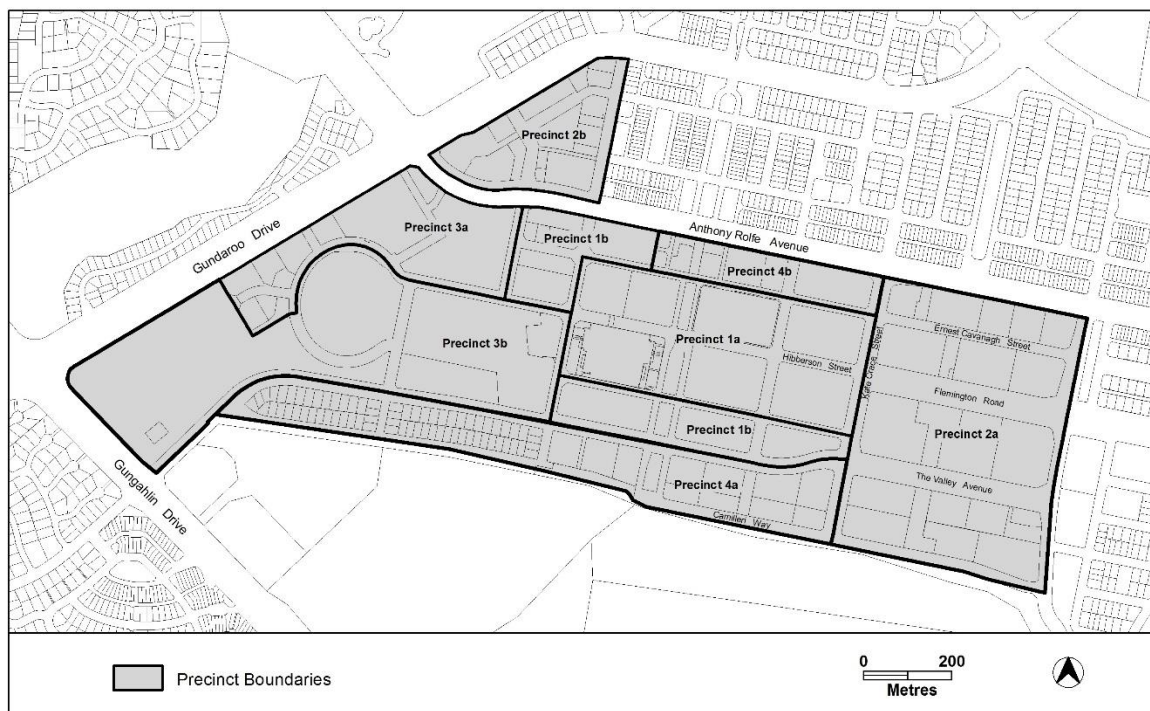 Precinct 2b
Gundaroo Drive
Precinct 3a
Precinct 1b
Anthony Rolfe Avenue
Precinct 4b
Precinct 3b
Precinct 1a
Hibberson Street
Kate Crace Street
Ernest Cavanagh Street
Flemington Road
Precinct 2a
Precinct 1b
The Valley Avenue
Precinct 4a
Camilleri Way
Gungahlin Drive
Precinct Boundaries
0 200
Metres